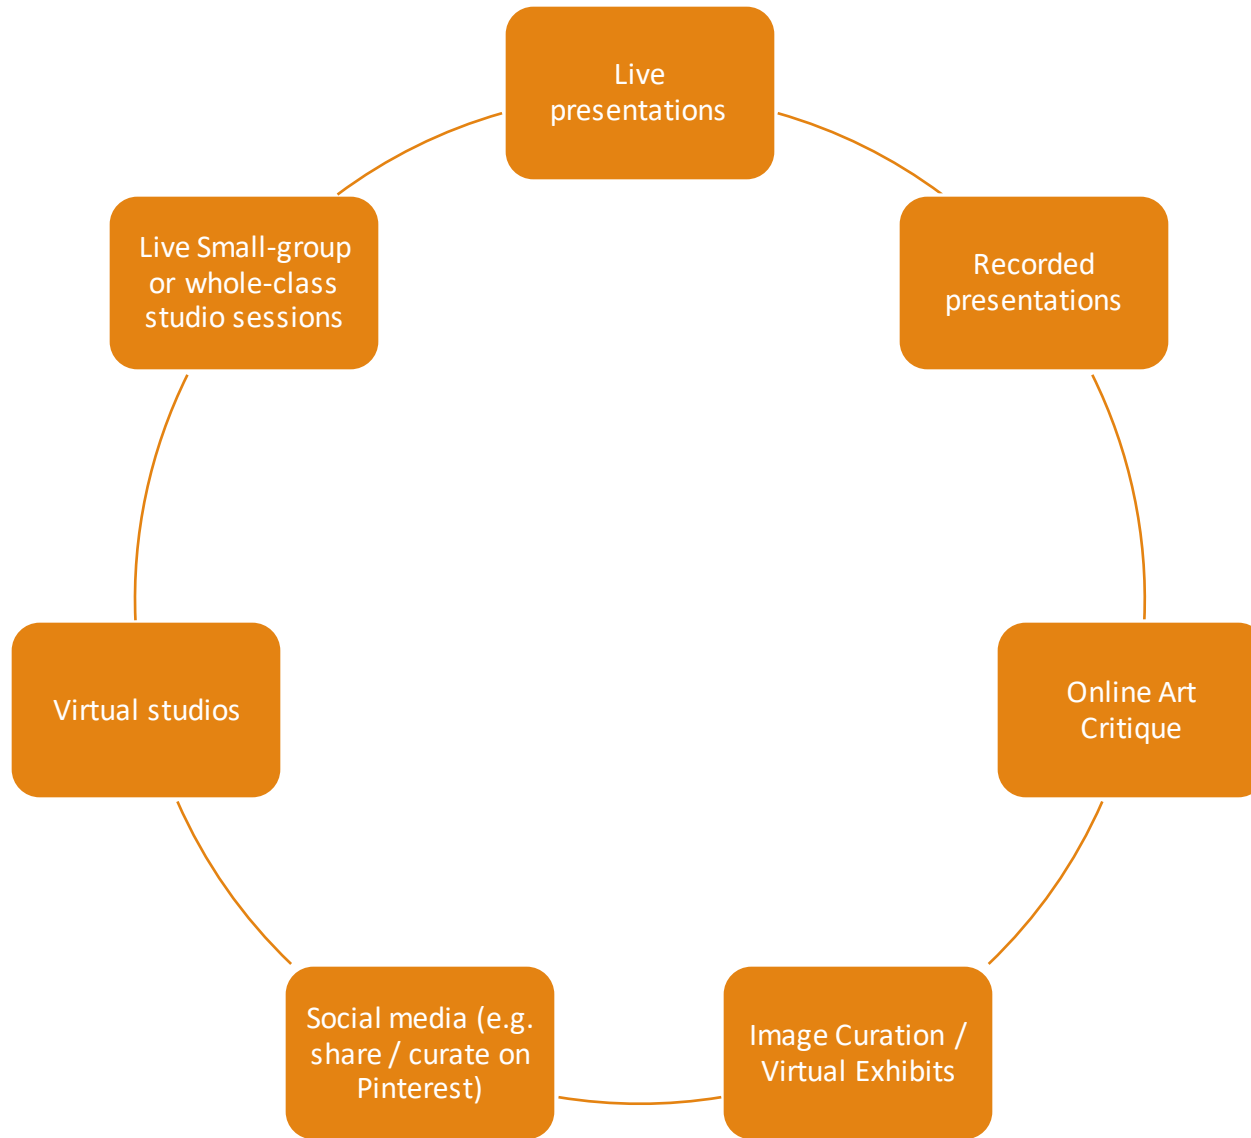 Live
presentations
Recorded
presentations
Online Art
Critique
Image Curation /
Virtual Exhibits
Social media (e.g.
share / curate on
Pinterest)
Virtual studios
Live Small-group
or whole-class
studio sessions